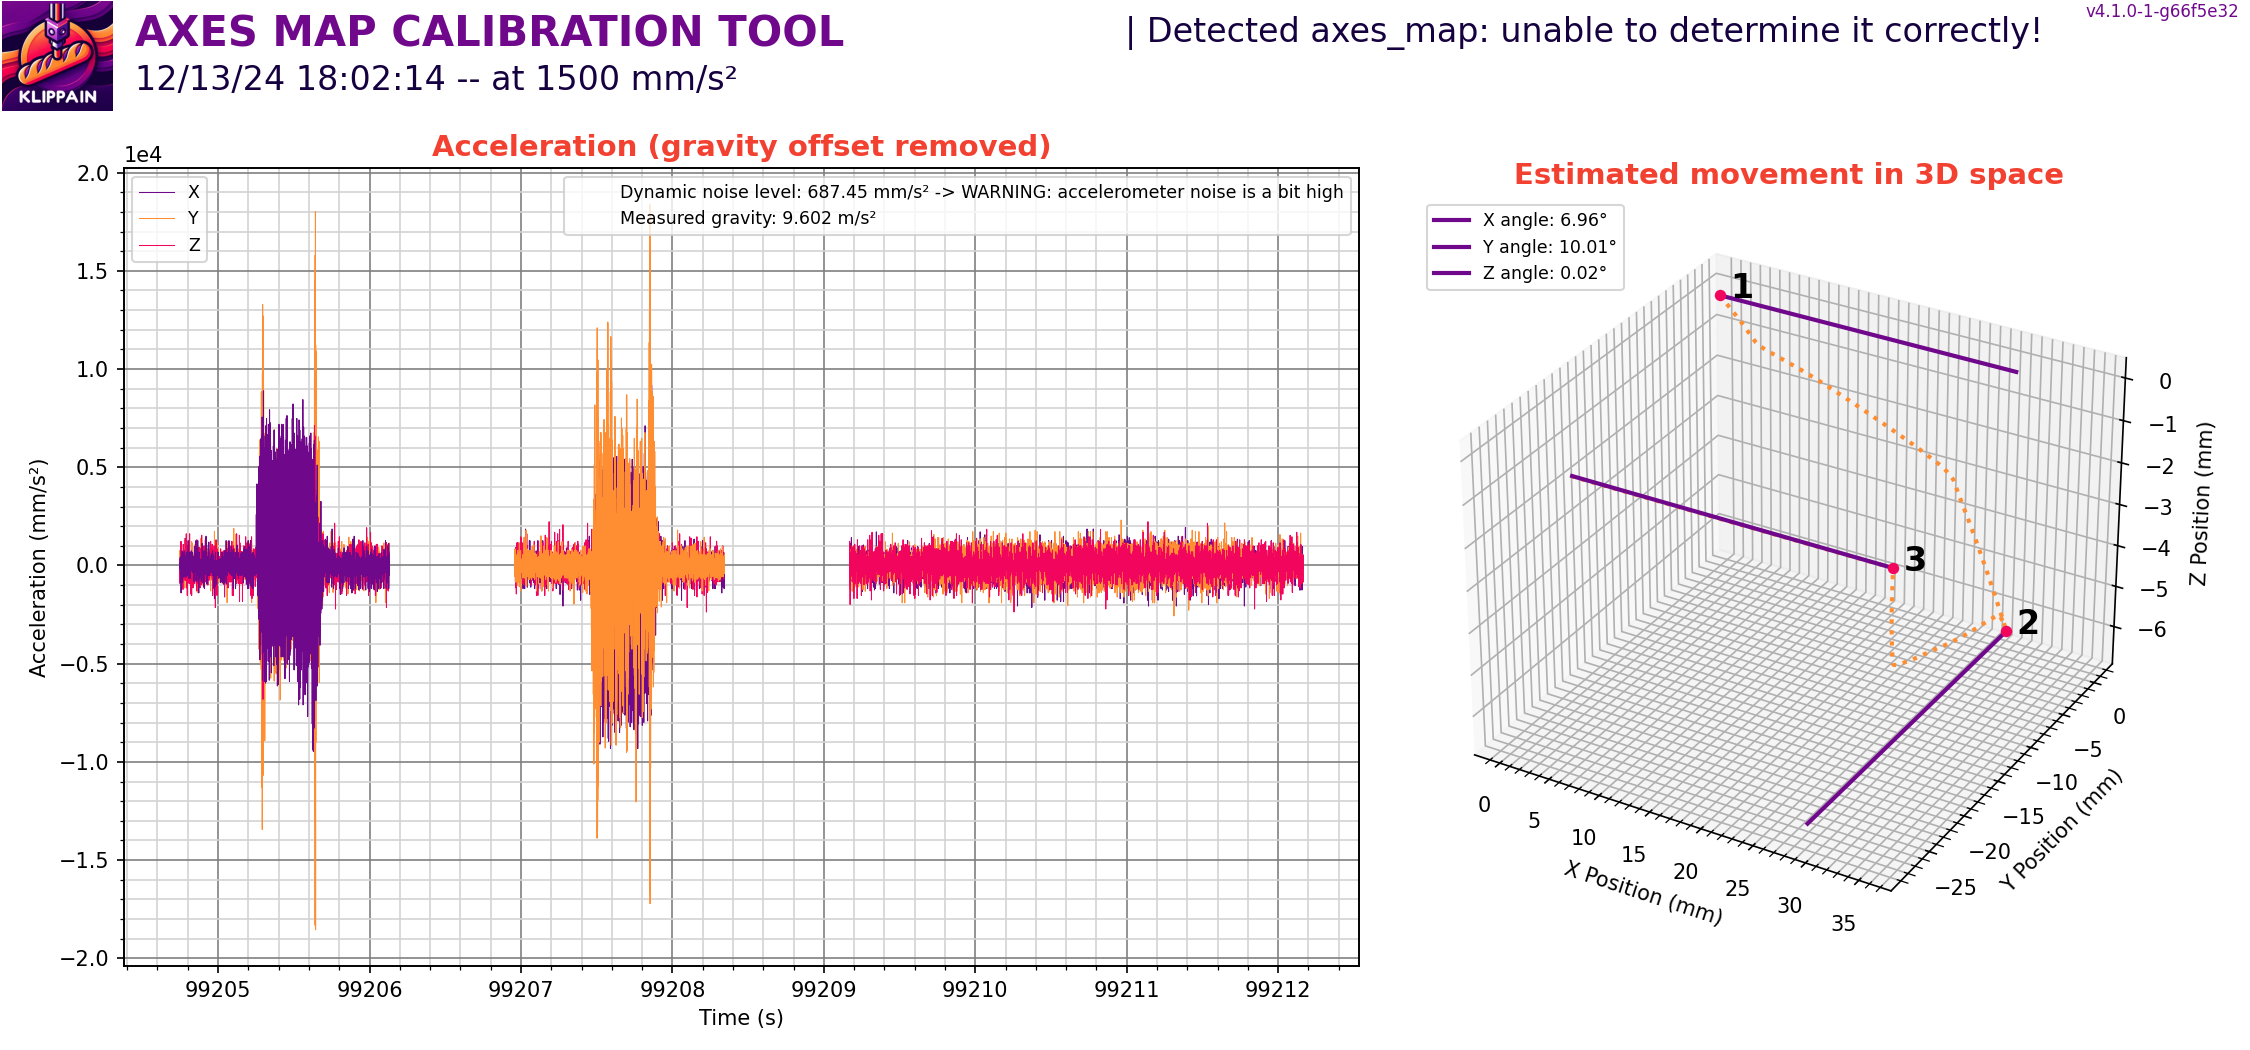 AXES MAP CALIBRATION TOOL
| Detected axes_map: unable to determine it correctly!
v4.1.0-1-g66f5e32
12/13/24 18:02:14 -- at 1500 mm/s²
KLIPPAIN
Acceleration (gravity offset removed)
1e4
X
Y
Z
Dynamic noise level: 687.45 mm/s² -> WARNING: accelerometer noise is a bit high
Measured gravity: 9.602 m/s²
2.0
1.5
1.0
0.5
0.0
−0.5
−1.0
−1.5
−2.0
Acceleration (mm/s²)
99205 99206 99207 99208 99209 99210 99211 99212
Time (s)
Estimated movement in 3D space
X angle: 6.96°
Y angle: 10.01°
Z angle: 0.02°
1
3
2
0
−1
−2
−3
−4
−5
−6
Z Position (mm)
0
−5
−10
−15
−20
−25
Y Position (mm)
0
5
10
15
20
25
30
35
X Position (mm)